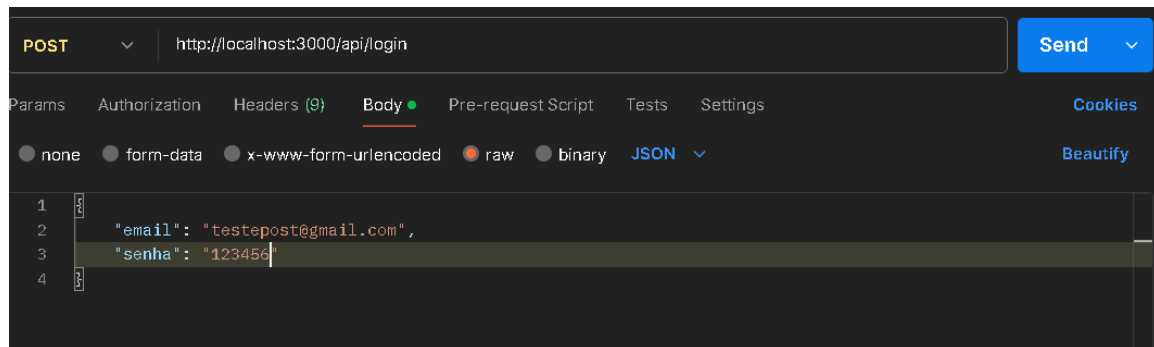 POST http://localhost:3000/api/login Send
Params Authorization Headers (9) Body Pre-request Script Tests Settings Cookies
none form-data x-www-form-urlencoded raw binary JSON Beautify
1 {
2 "email": "testepost@gmail.com",
3 "senha": "123456"
4 }